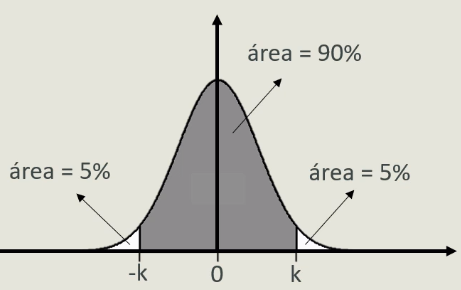 área = 90%
área = 5%
área = 5%
-k
0
k